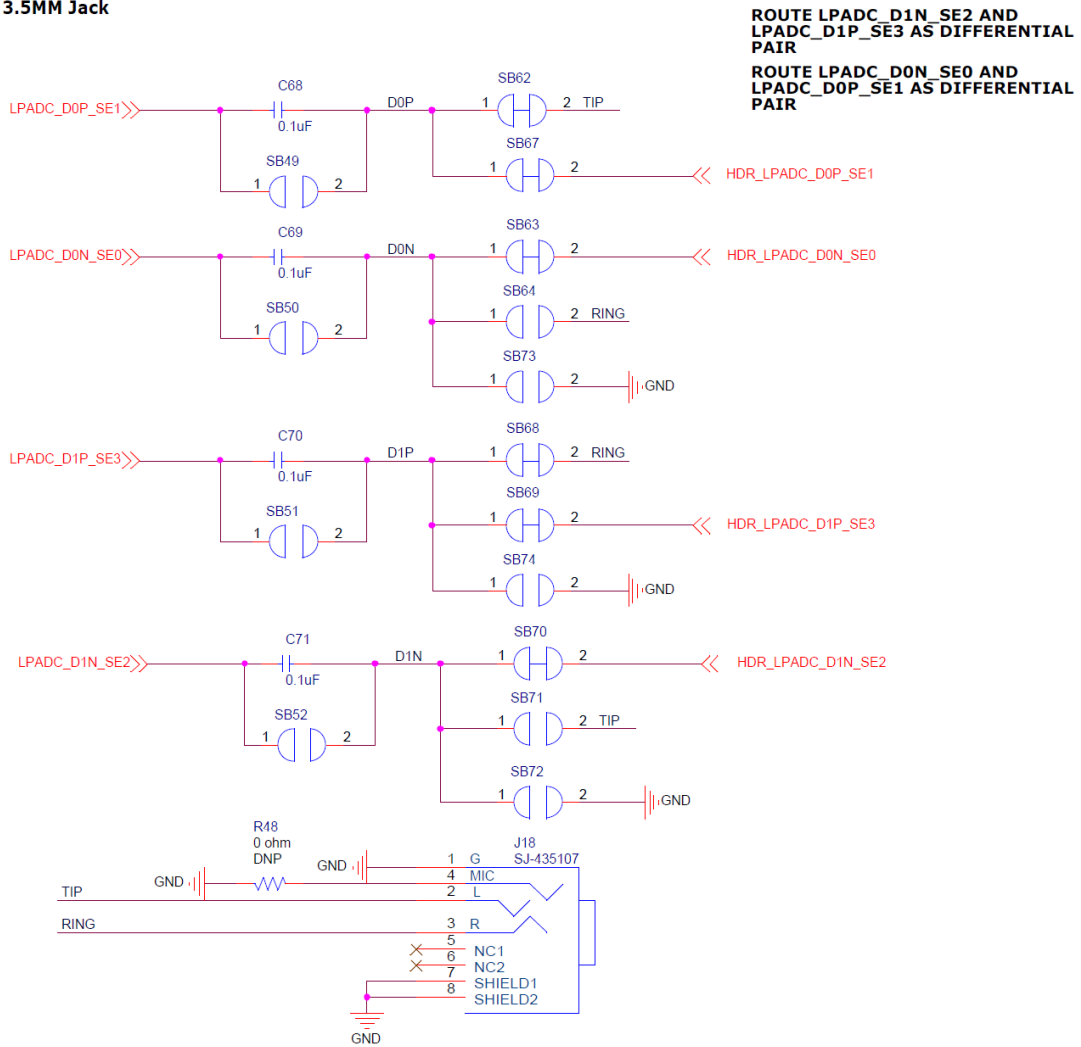 3.5MM Jack
ROUTE LPADC_D1N_SE2 AND
LPADC_D1P_SE3 AS DIFFERENTIAL
PAIR
ROUTE LPADC_D0N_SE0 AND
LPADC_D0P_SE1 AS DIFFERENTIAL
PAIR
C68
SB62
LPADC_D0P_SE1
D0P
1
2 TIP
0.1uF
SB49
SB67
1
2
1
2
HDR_LPADC_D0P_SE1
C69
SB63
LPADC_D0N_SE0
D0N
1
2
HDR_LPADC_D0N_SE0
0.1uF
SB50
SB64
1
2
1
2 RING
SB73
1
2
GND
C70
SB68
LPADC_D1P_SE3
D1P
1
2 RING
0.1uF
SB51
SB69
1
2
1
2
HDR_LPADC_D1P_SE3
SB74
1
2
GND
C71
SB70
LPADC_D1N_SE2
D1N
1
2
HDR_LPADC_D1N_SE2
0.1uF
SB52
SB71
1
2
1
2 TIP
SB72
1
2
GND
R48
0 ohm
DNP
J18
SJ-435107
GND
1 G
GND
4 MIC
TIP
2 L
RING
3 R
5 NC1
6 NC2
7 SHIELD1
8 SHIELD2
GND